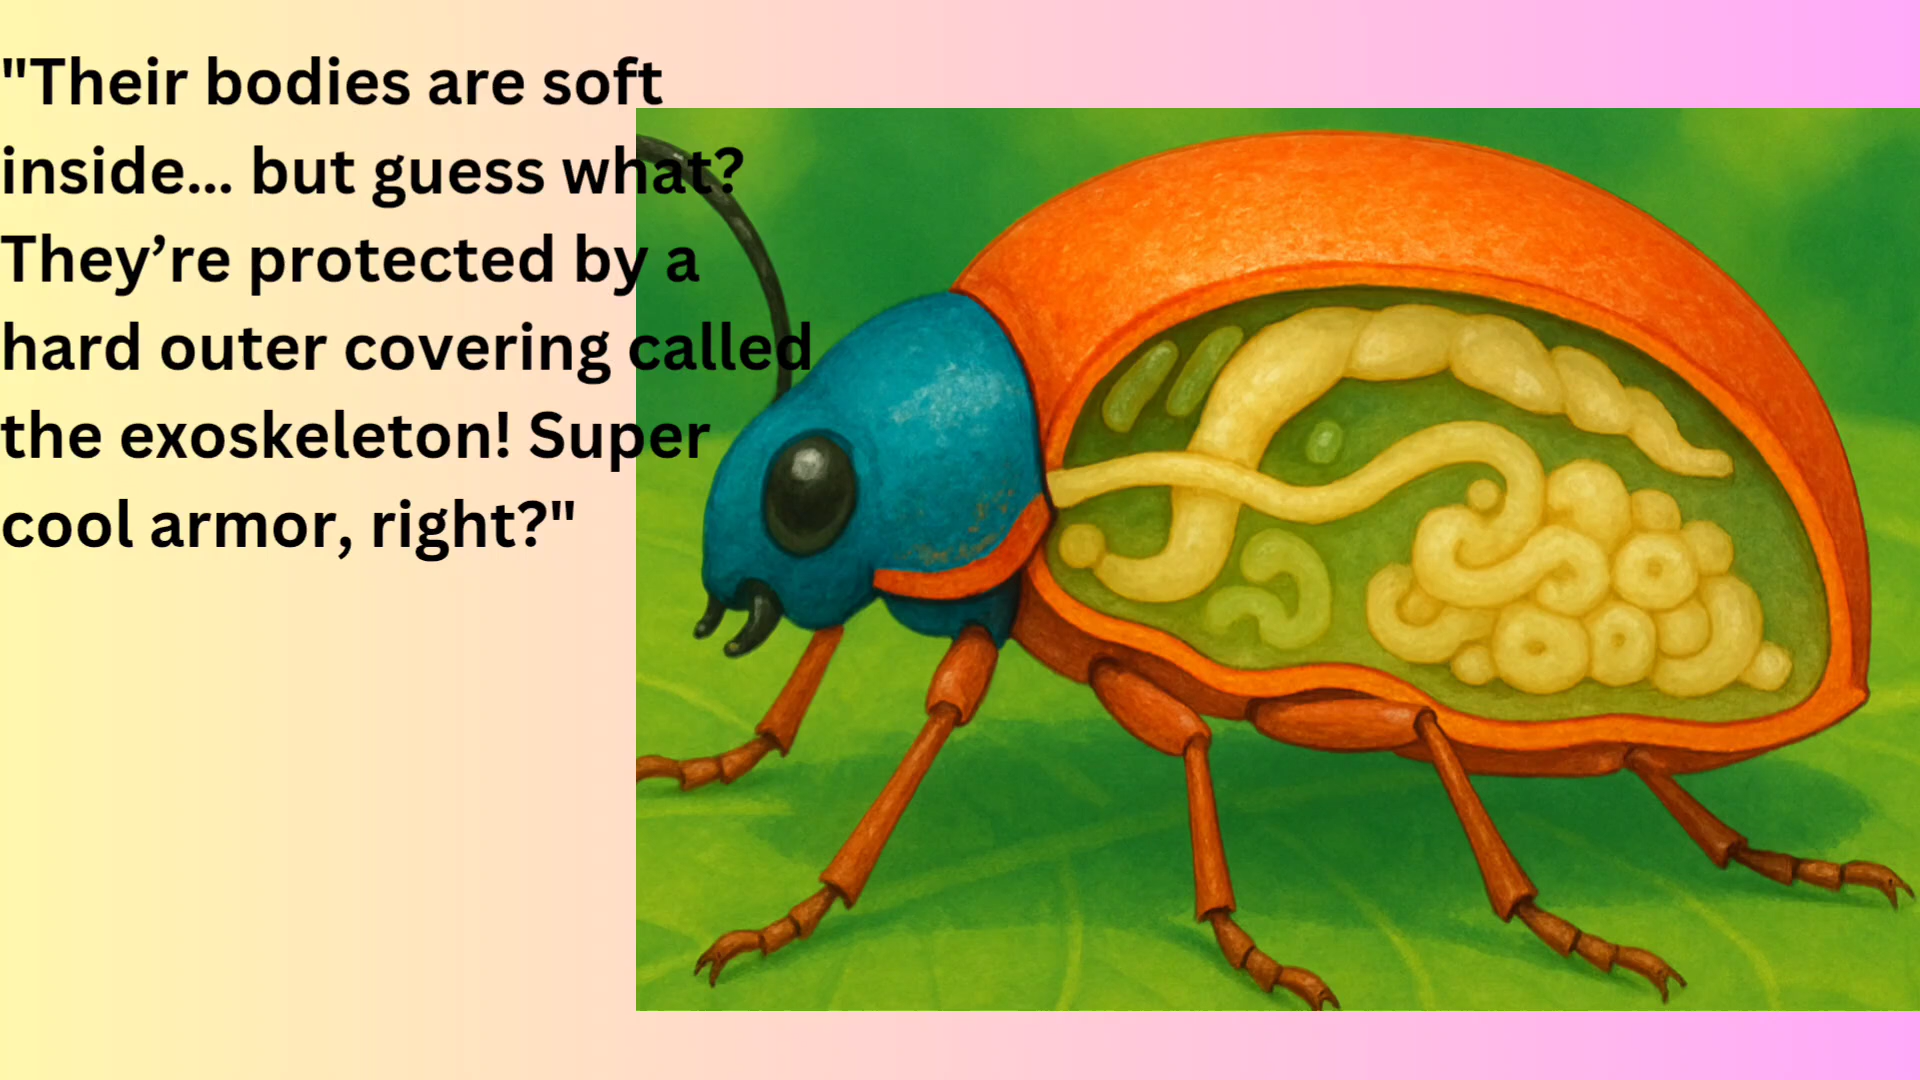 "Their bodies are soft
inside... but guess what?
They’re protected by a
hard outer covering called
the exoskeleton! Super
cool armor, right?"